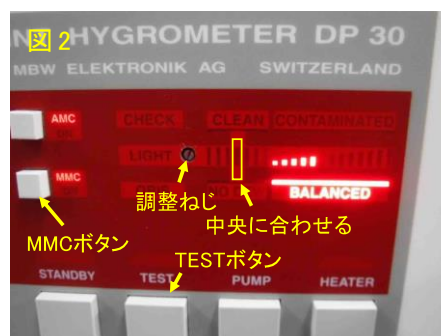 図2
HYGROMETER DP 30
MBW ELEKTRONIK AG SWITZERLAND
AMC
ON
CHECK CLEAN CONTAMINATED
LIGHT
MMC
BALANCED
調整ねじ
中央に合わせる
MMCボタン
TESTボタン
STANDBY TEST PUMP HEATER